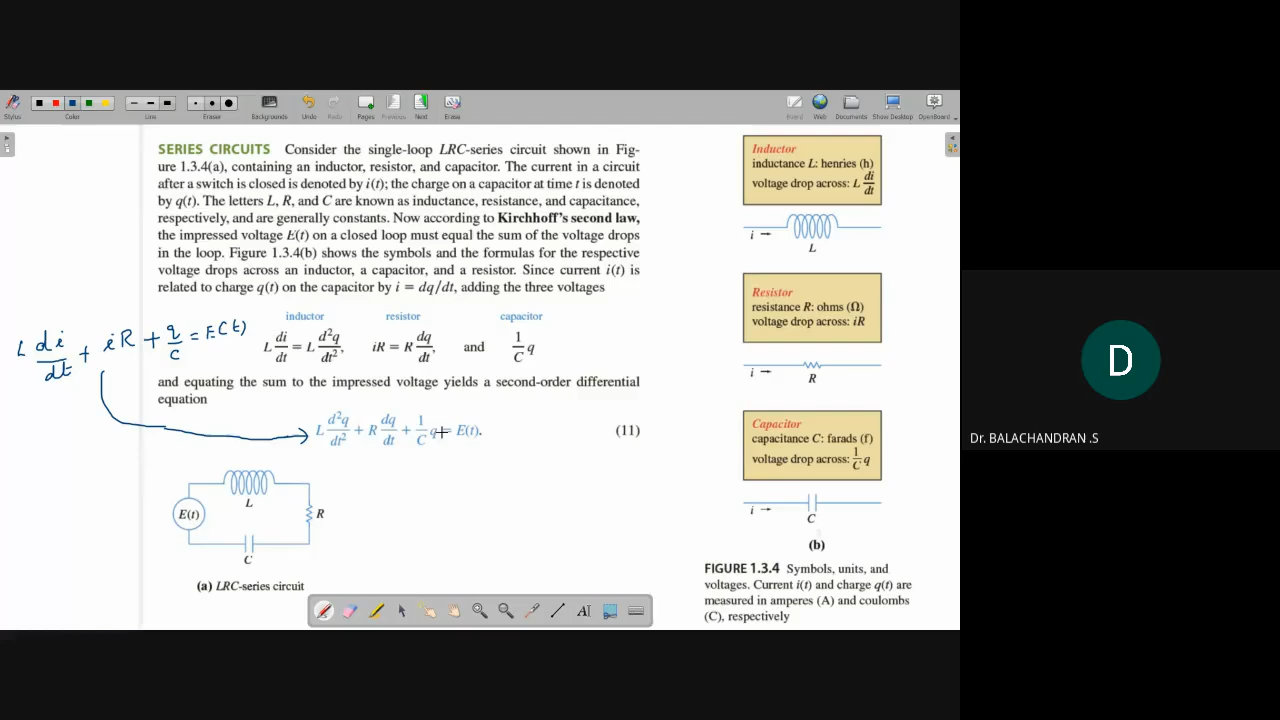 Stylus Color Line Eraser Backgrounds Undo Redo Pages Previous Next Erase Board Web Documents Show Desktop OpenBoard
SERIES CIRCUITS Consider the single-loop LRC-series circuit shown in Fig-
ure 1.3.4(a), containing an inductor, resistor, and capacitor. The current in a circuit
after a switch is closed is denoted by i(t); the charge on a capacitor at time t is denoted
by q(t). The letters L, R, and C are known as inductance, resistance, and capacitance,
respectively, and are generally constants. Now according to Kirchhoff's second law,
the impressed voltage E(t) on a closed loop must equal the sum of the voltage drops
in the loop. Figure 1.3.4(b) shows the symbols and the formulas for the respective
voltage drops across an inductor, a capacitor, and a resistor. Since current i(t) is
related to charge q(t) on the capacitor by i = dq/dt, adding the three voltages
inductor resistor capacitor
L di/dt = L d²q/dt², iR = R dq/dt, and 1/C q
L di/dt + iR + q/c = E(t)
and equating the sum to the impressed voltage yields a second-order differential
equation
L d²q/dt² + R dq/dt + 1/C q = E(t). (11)
L
E(t)
R
C
(a) LRC-series circuit
Inductor
inductance L: henries (h)
voltage drop across: L di/dt
i
L
Resistor
resistance R: ohms (Ω)
voltage drop across: iR
i
R
Capacitor
capacitance C: farads (f)
voltage drop across: 1/C q
i
C
(b)
FIGURE 1.3.4 Symbols, units, and
voltages. Current i(t) and charge q(t) are
measured in amperes (A) and coulombs
(C), respectively
D
Dr. BALACHANDRAN .S